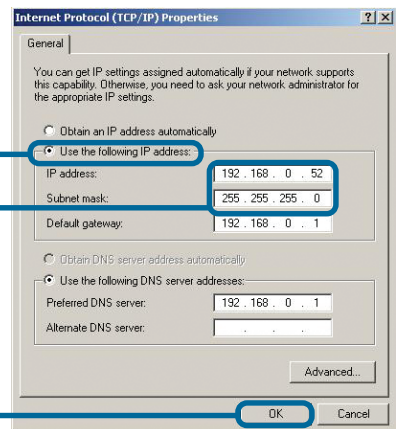 Internet Protocol (TCP/IP) Properties
General
You can get IP settings assigned automatically if your network supports
this capability. Otherwise, you need to ask your network administrator for
the appropriate IP settings.
Obtain an IP address automatically
Use the following IP address:
IP address: 192 . 168 . 0 . 52
Subnet mask: 255 . 255 . 255 . 0
Default gateway: 192 . 168 . 0 . 1
Obtain DNS server address automatically
Use the following DNS server addresses:
Preferred DNS server: 192 . 168 . 0 . 1
Alternate DNS server: . . .
Advanced...
OK Cancel